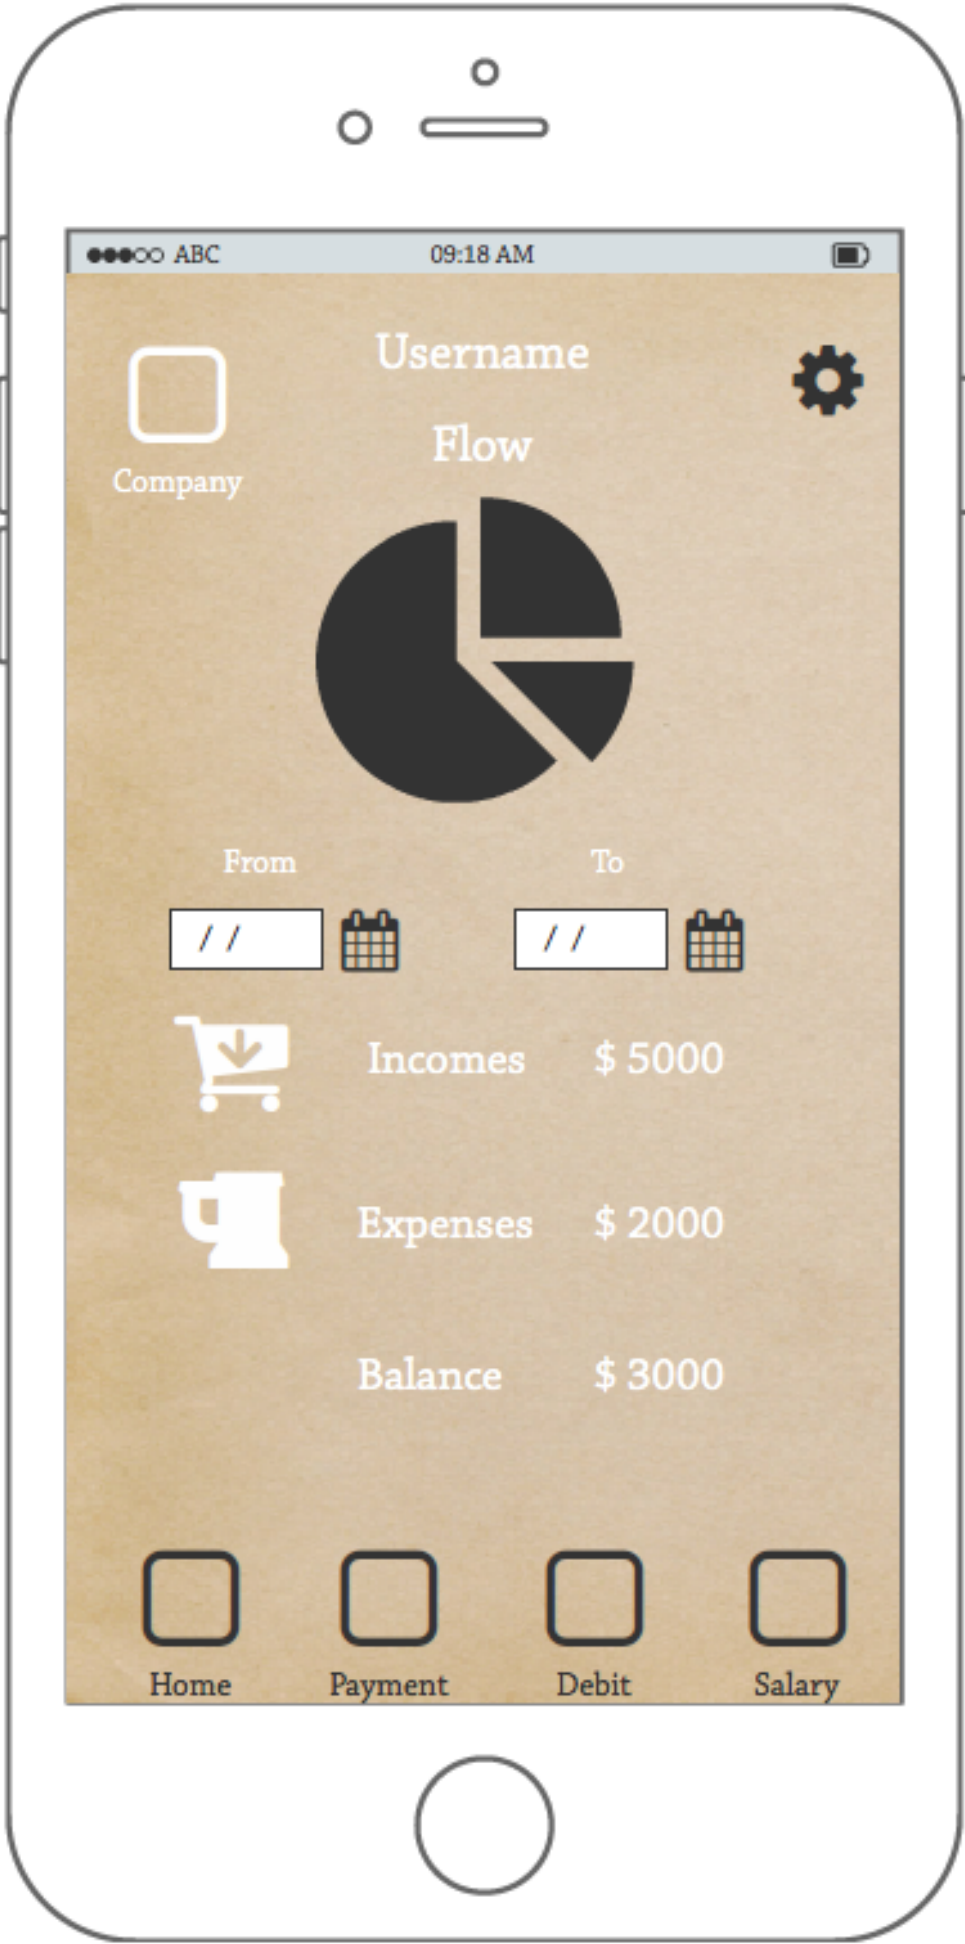 ABC 09:18 AM
Username
Flow
Company
From To
/ / / /
Incomes $ 5000
Expenses $ 2000
Balance $ 3000
Home Payment Debit Salary